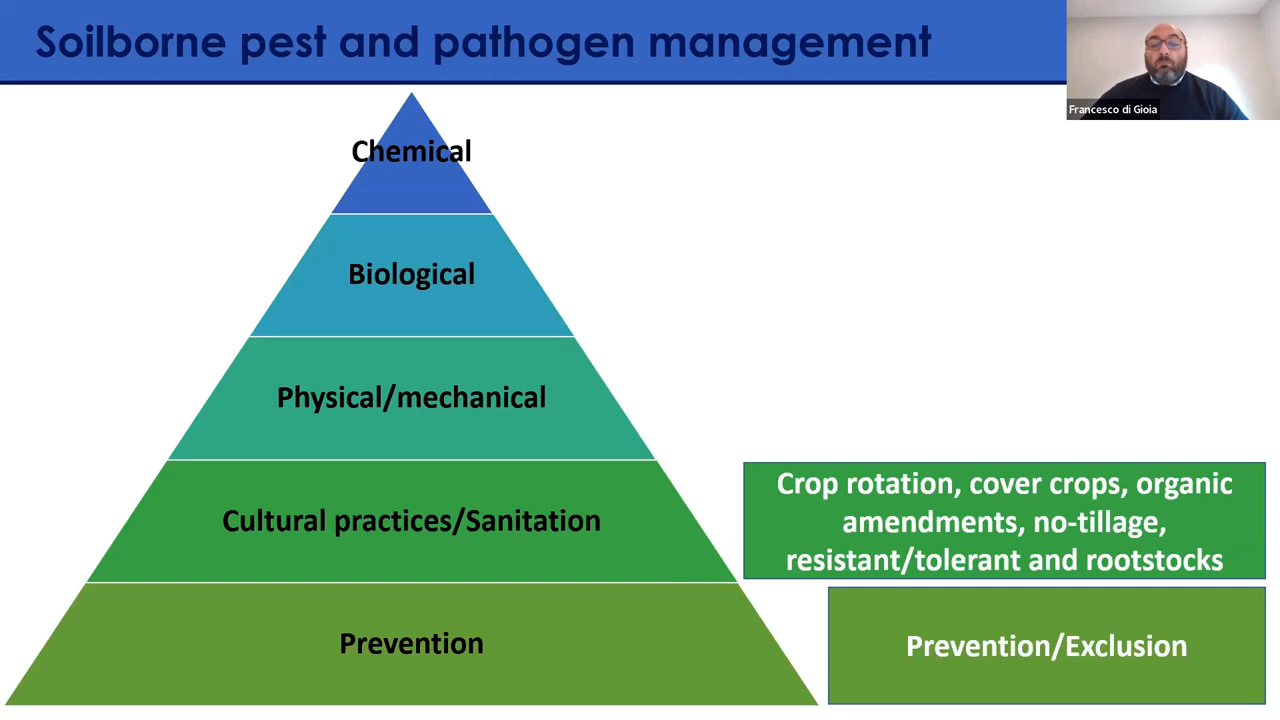 Soilborne pest and pathogen management
Francesco di Gioia
Chemical
Biological
Physical/mechanical
Cultural practices/Sanitation
Crop rotation, cover crops, organic
amendments, no-tillage,
resistant/tolerant and rootstocks
Prevention
Prevention/Exclusion